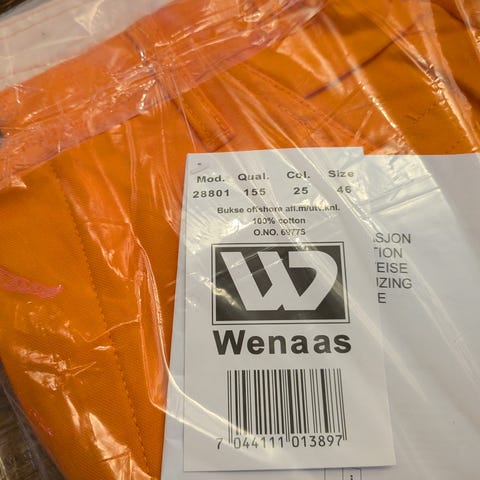 Mod. Qual. Col. Size
28801 155 25 46
Bukse offshore afl.m/utv.knl.
100% cotton
O.NO. 69775
W
Wenaas
7 044111 013897
SJON
TION
EISE
IZING
E